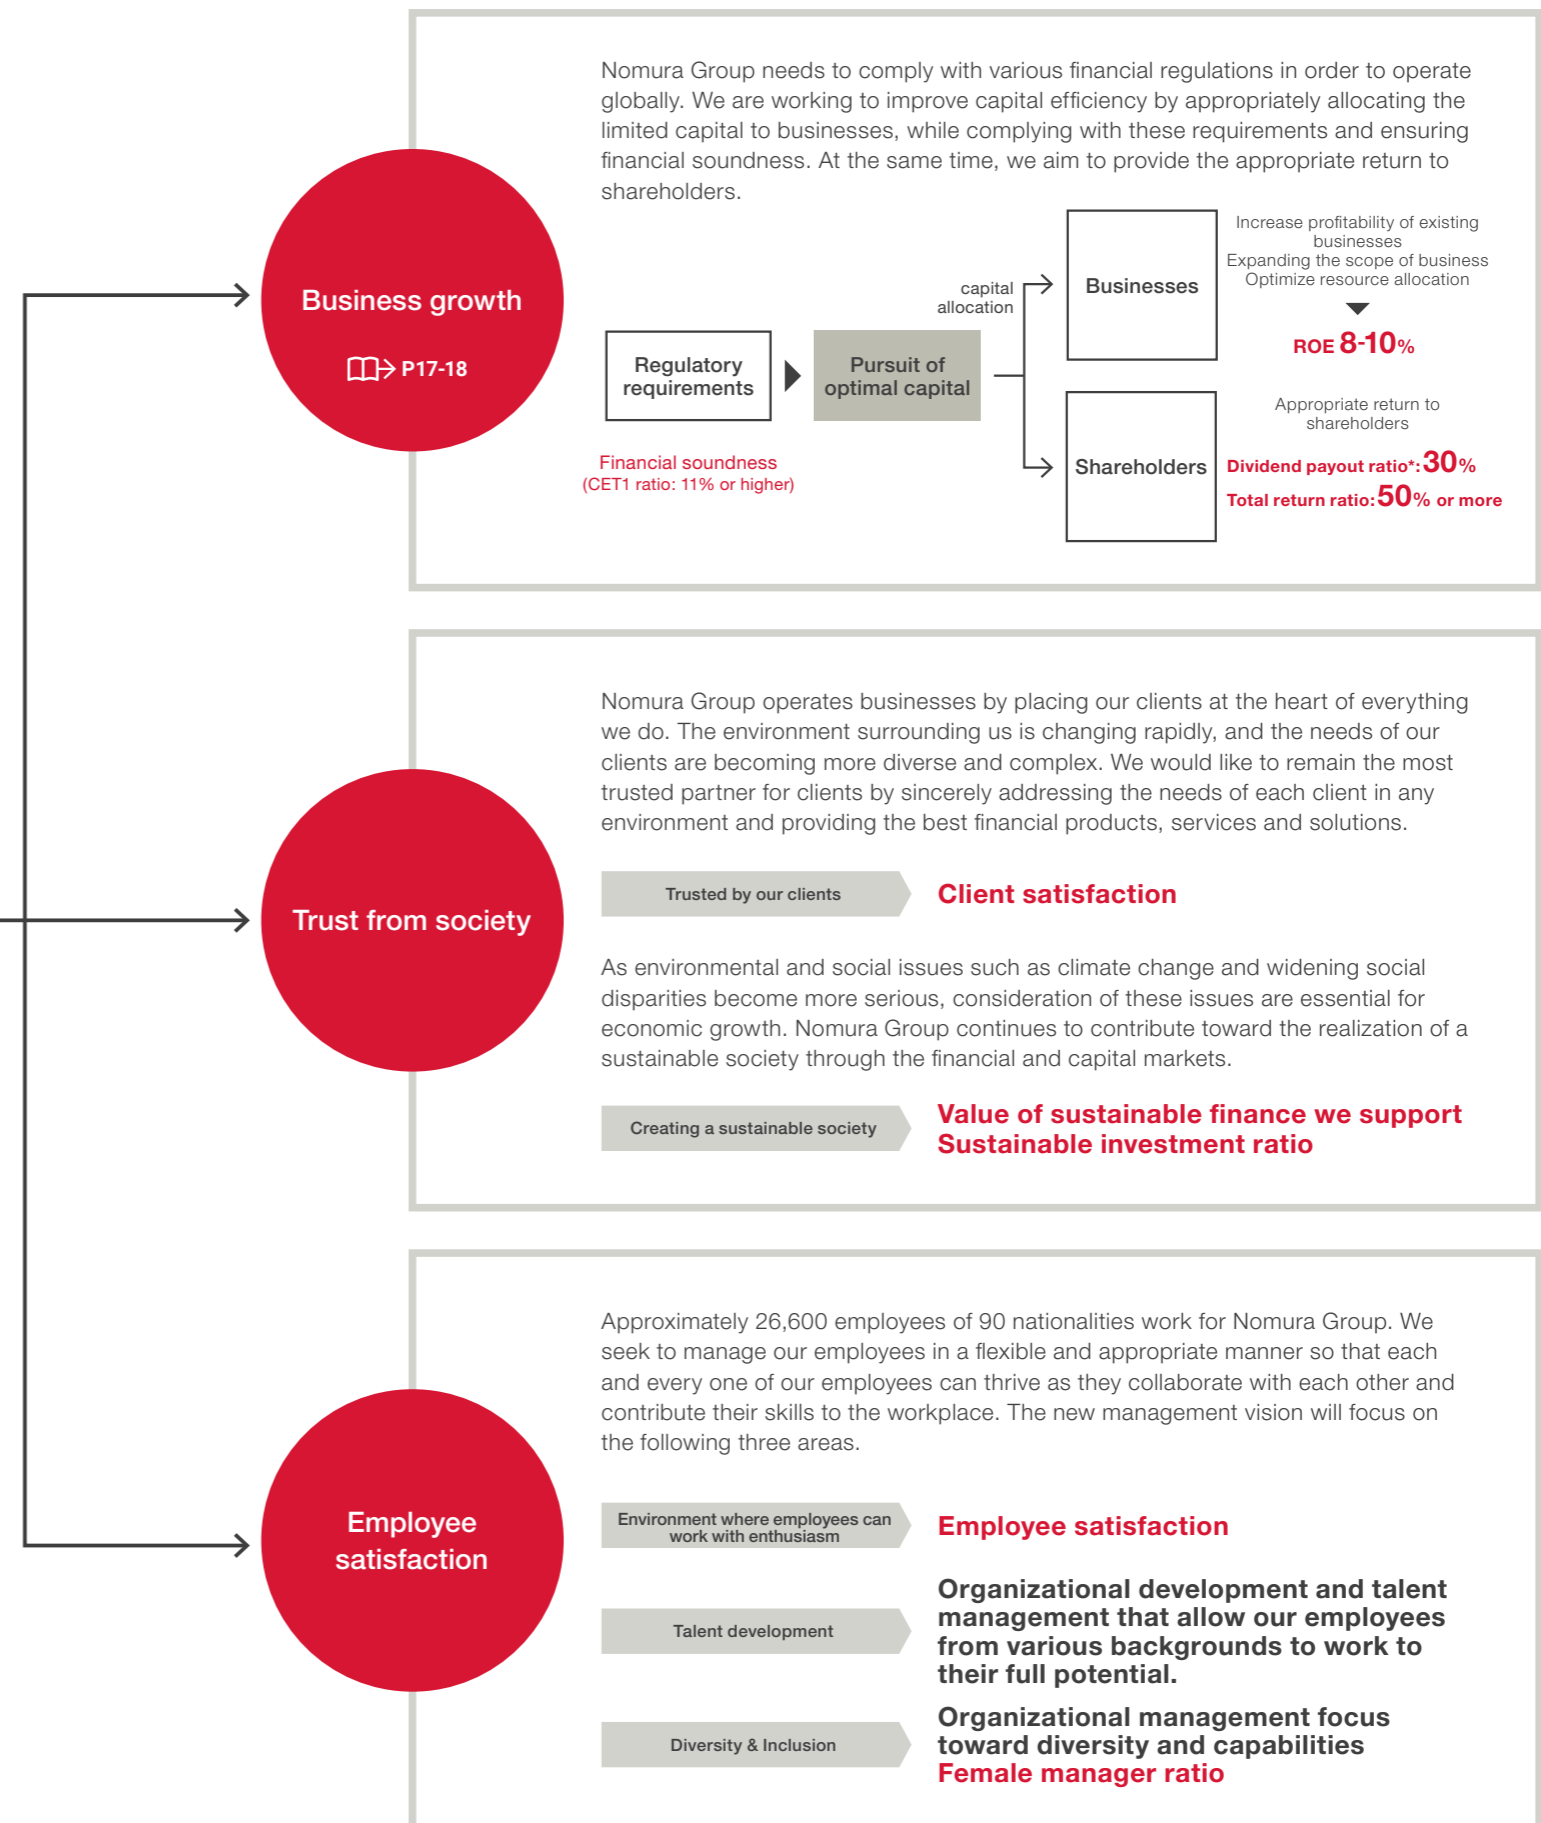 Nomura Group needs to comply with various financial regulations in order to operate
globally. We are working to improve capital efficiency by appropriately allocating the
limited capital to businesses, while complying with these requirements and ensuring
financial soundness. At the same time, we aim to provide the appropriate return to
shareholders.
Business growth
P17-18
Regulatory
requirements
Financial soundness
(CET1 ratio: 11% or higher)
Pursuit of
optimal capital
capital
allocation
Businesses
Increase profitability of existing
businesses
Expanding the scope of business
Optimize resource allocation
ROE 8-10%
Shareholders
Appropriate return to
shareholders
Dividend payout ratio*: 30%
Total return ratio: 50% or more
Trust from society
Nomura Group operates businesses by placing our clients at the heart of everything
we do. The environment surrounding us is changing rapidly, and the needs of our
clients are becoming more diverse and complex. We would like to remain the most
trusted partner for clients by sincerely addressing the needs of each client in any
environment and providing the best financial products, services and solutions.
Trusted by our clients
Client satisfaction
As environmental and social issues such as climate change and widening social
disparities become more serious, consideration of these issues are essential for
economic growth. Nomura Group continues to contribute toward the realization of a
sustainable society through the financial and capital markets.
Creating a sustainable society
Value of sustainable finance we support
Sustainable investment ratio
Employee
satisfaction
Approximately 26,600 employees of 90 nationalities work for Nomura Group. We
seek to manage our employees in a flexible and appropriate manner so that each
and every one of our employees can thrive as they collaborate with each other and
contribute their skills to the workplace. The new management vision will focus on
the following three areas.
Environment where employees can
work with enthusiasm
Employee satisfaction
Talent development
Organizational development and talent
management that allow our employees
from various backgrounds to work to
their full potential.
Diversity & Inclusion
Organizational management focus
toward diversity and capabilities
Female manager ratio